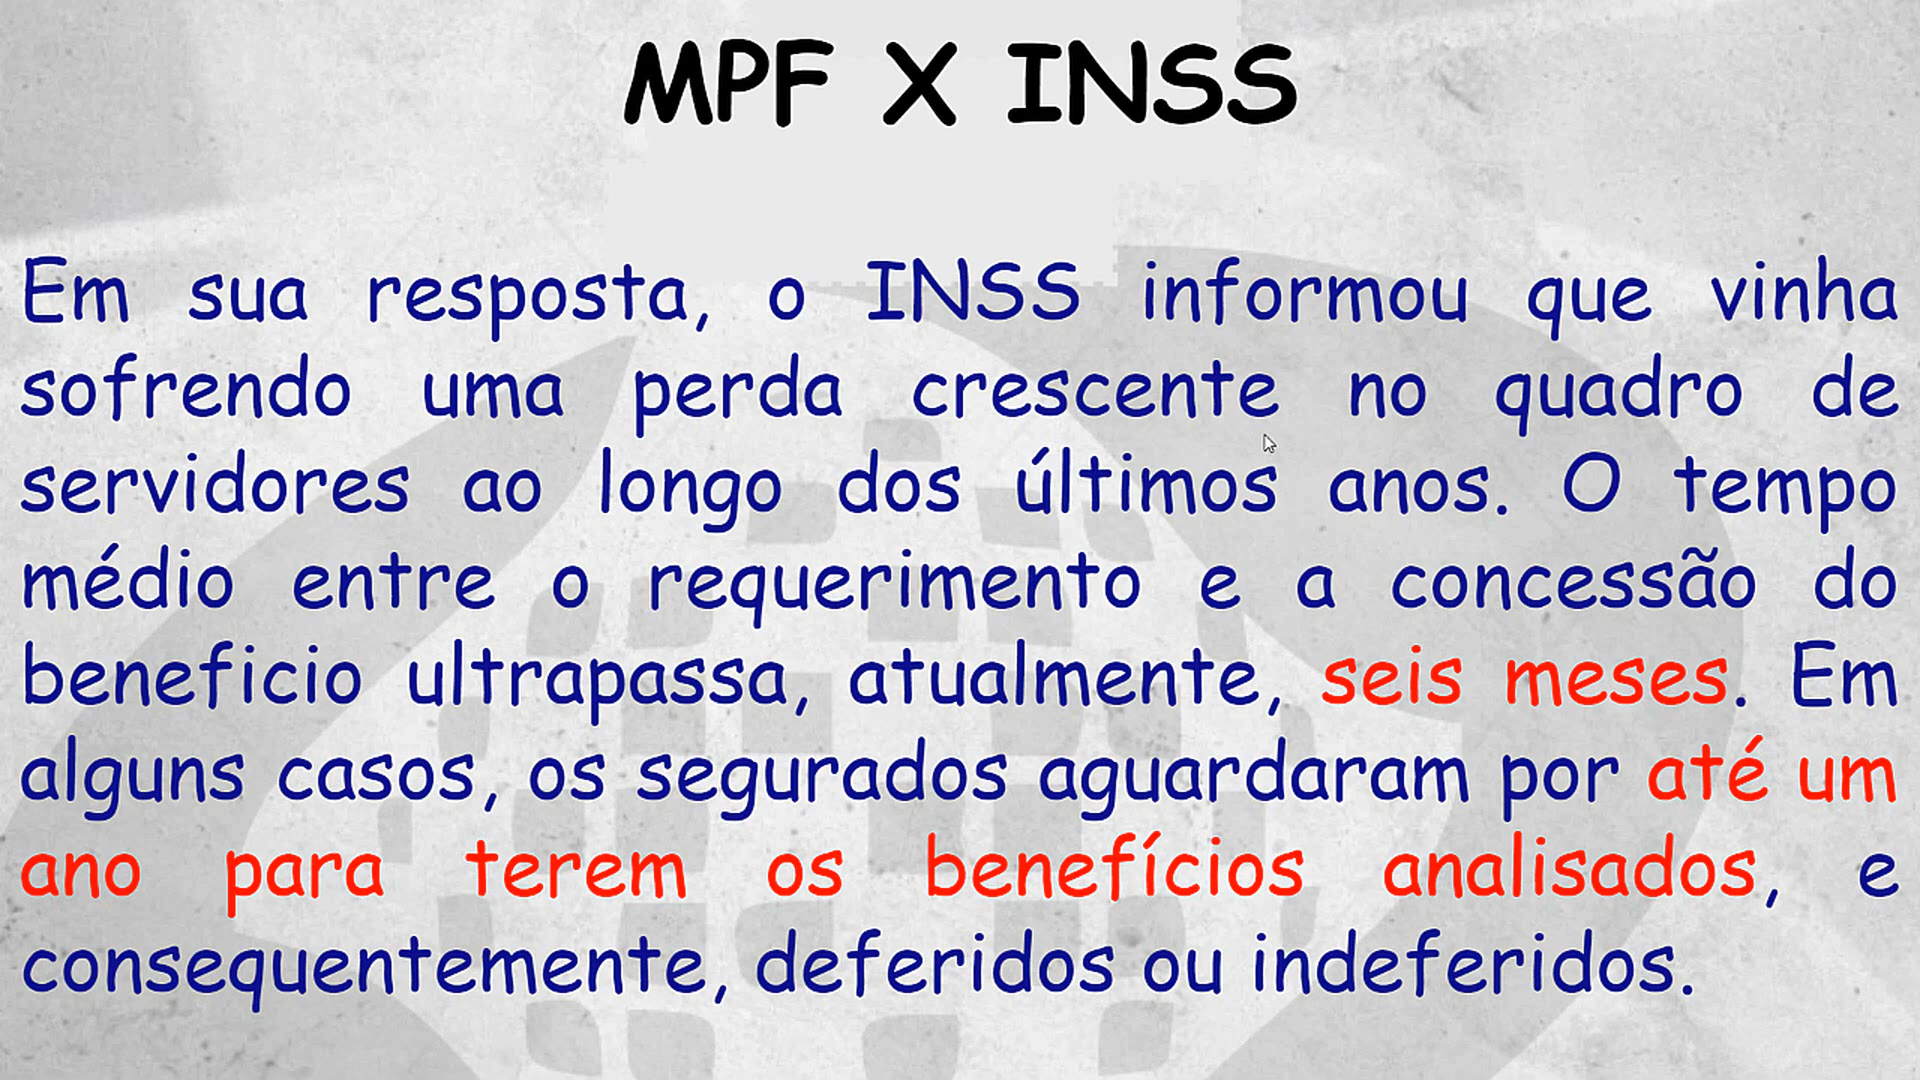 MPF X INSS
Em sua resposta, o INSS informou que vinha
sofrendo uma perda crescente no quadro de
servidores ao longo dos últimos anos. O tempo
médio entre o requerimento e a concessão do
beneficio ultrapassa, atualmente, seis meses. Em
alguns casos, os segurados aguardaram por até um
ano para terem os benefícios analisados, e
consequentemente, deferidos ou indeferidos.